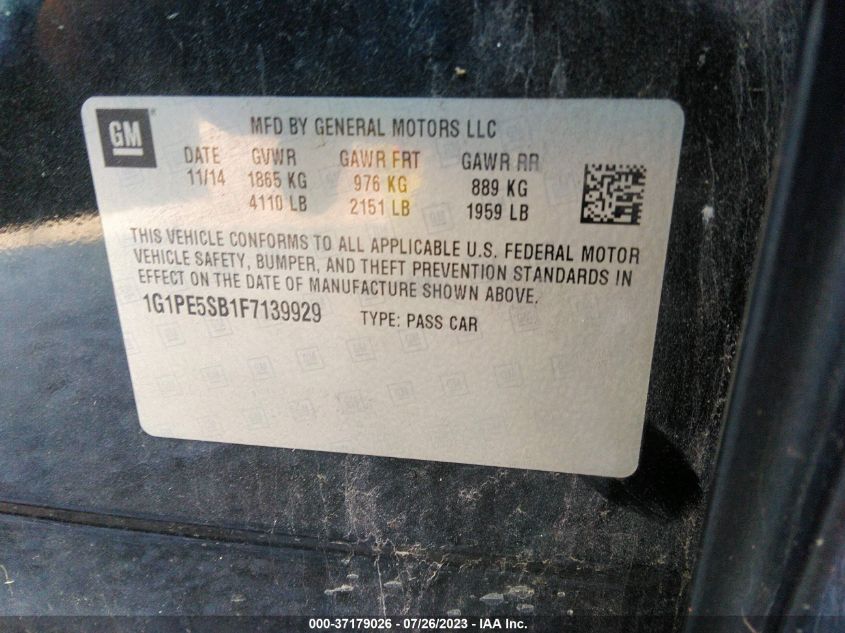 GM
MFD BY GENERAL MOTORS LLC
DATE GVWR GAWR FRT GAWR RR
11/14 1865 KG 976 KG 889 KG
4110 LB 2151 LB 1959 LB
THIS VEHICLE CONFORMS TO ALL APPLICABLE U.S. FEDERAL MOTOR
VEHICLE SAFETY, BUMPER, AND THEFT PREVENTION STANDARDS IN
EFFECT ON THE DATE OF MANUFACTURE SHOWN ABOVE.
1G1PE5SB1F7139929 TYPE: PASS CAR
000-37179026 - 07/26/2023 - IAA Inc.